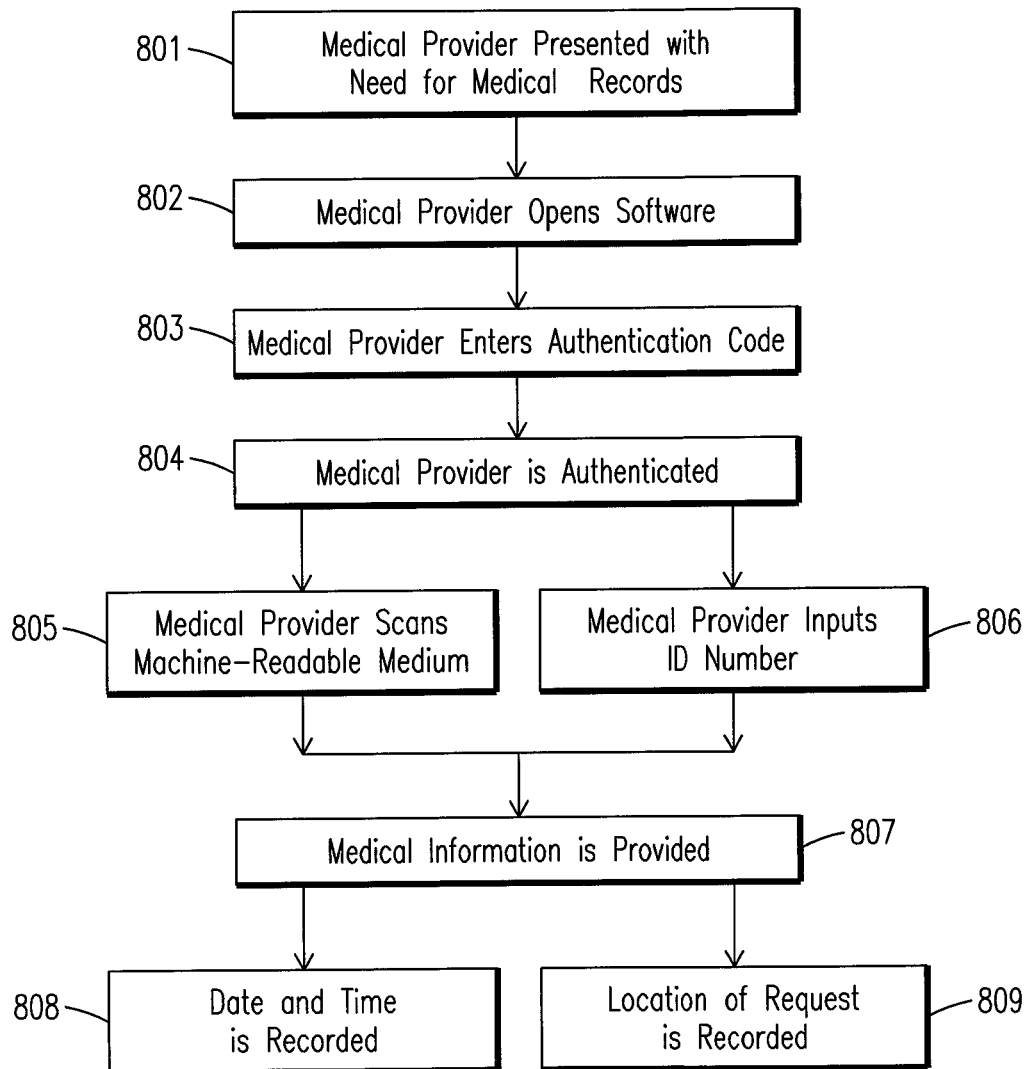 801
Medical Provider Presented with
Need for Medical Records
802
Medical Provider Opens Software
803
Medical Provider Enters Authentication Code
804
Medical Provider is Authenticated
805
Medical Provider Scans
Machine-Readable Medium
Medical Provider Inputs
ID Number
806
Medical Information is Provided
807
808
Date and Time
is Recorded
Location of Request
is Recorded
809